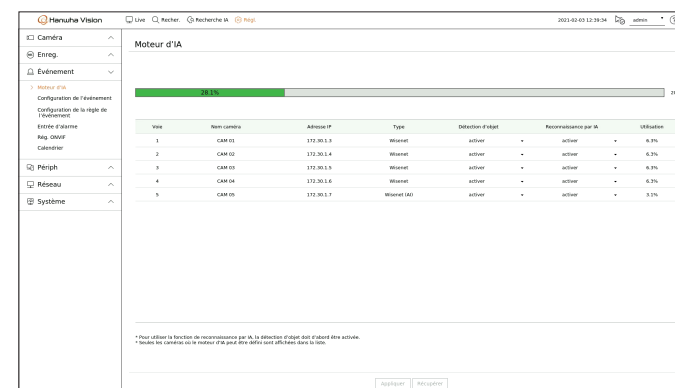 Hanwha Vision
Live Recher. Recherche IA Régl.
2021-02-03 12:39:34 admin
Caméra
Enreg.
Événement
Moteur d'IA
Configuration de l'événement
Configuration de la règle de
l'événement
Entrée d'alarme
Rég. ONVIF
Calendrier
Périph
Réseau
Système
Moteur d'IA
28.1%
Voie Nom caméra Adresse IP Type Détection d'objet Reconnaissance par IA Utilisation
1 CAM 01 172.30.1.3 Wisenet activer activer 6.3%
2 CAM 02 172.30.1.4 Wisenet activer activer 6.3%
3 CAM 03 172.30.1.5 Wisenet activer activer 6.3%
4 CAM 04 172.30.1.6 Wisenet activer activer 6.3%
5 CAM 05 172.30.1.7 Wisenet (AI) activer activer 3.1%
* Pour utiliser la fonction de reconnaissance par IA, la détection d'objet doit d'abord être activée.
* Seules les caméras où le moteur d'IA peut être défini sont affichées dans la liste.
Appliquer Récupérer